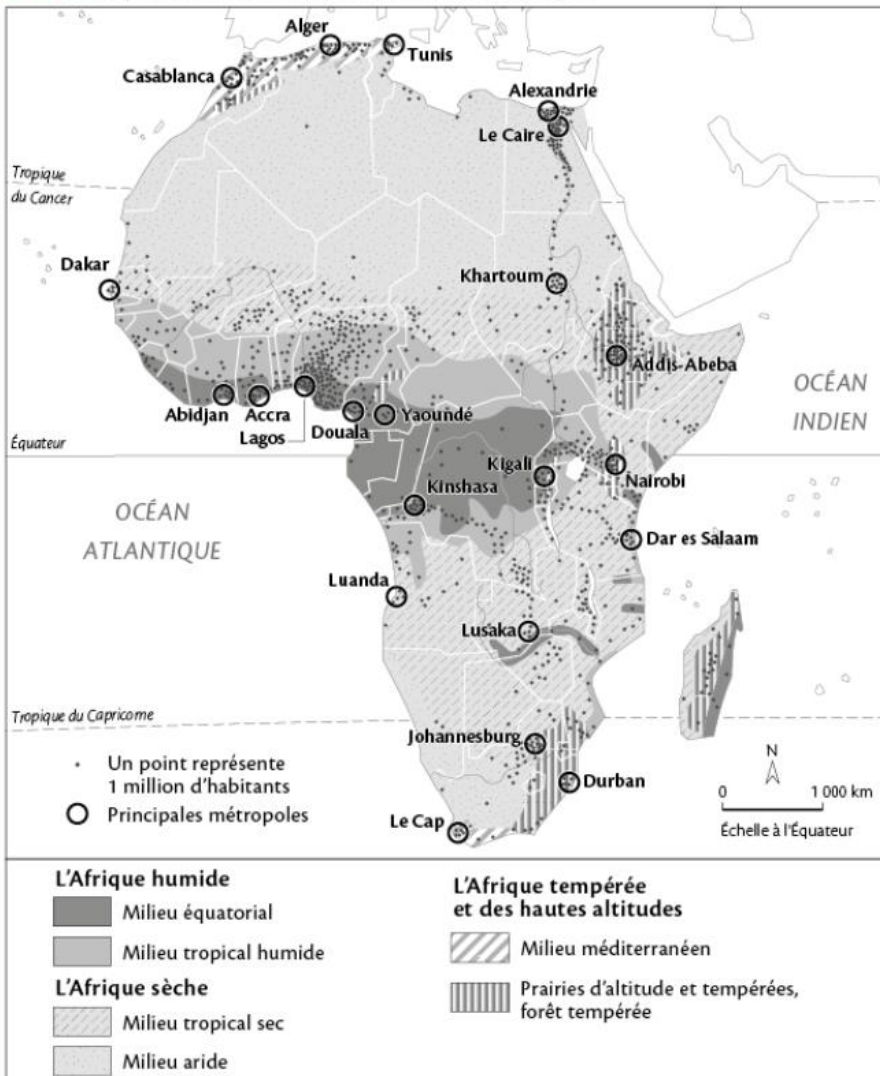 Alger
Tunis
Casablanca
Alexandrie
Le Caire
Tropique
du Cancer
Dakar
Khartoum
Addis-Abeba
OCÉAN
INDIEN
Abidjan
Accra
Lagos
Douala
Yaoundé
Équateur
Kigali
Nairobi
Kinshasa
OCÉAN
ATLANTIQUE
Dar es Salaam
Luanda
Lusaka
Tropique du Capricorne
Johannesburg
Durban
Le Cap
N
0 1 000 km
Échelle à l'Équateur
Un point représente
1 million d'habitants
Principales métropoles
L'Afrique humide
Milieu équatorial
Milieu tropical humide
L'Afrique sèche
Milieu tropical sec
Milieu aride
L'Afrique tempérée
et des hautes altitudes
Milieu méditerranéen
Prairies d'altitude et tempérées,
forêt tempérée